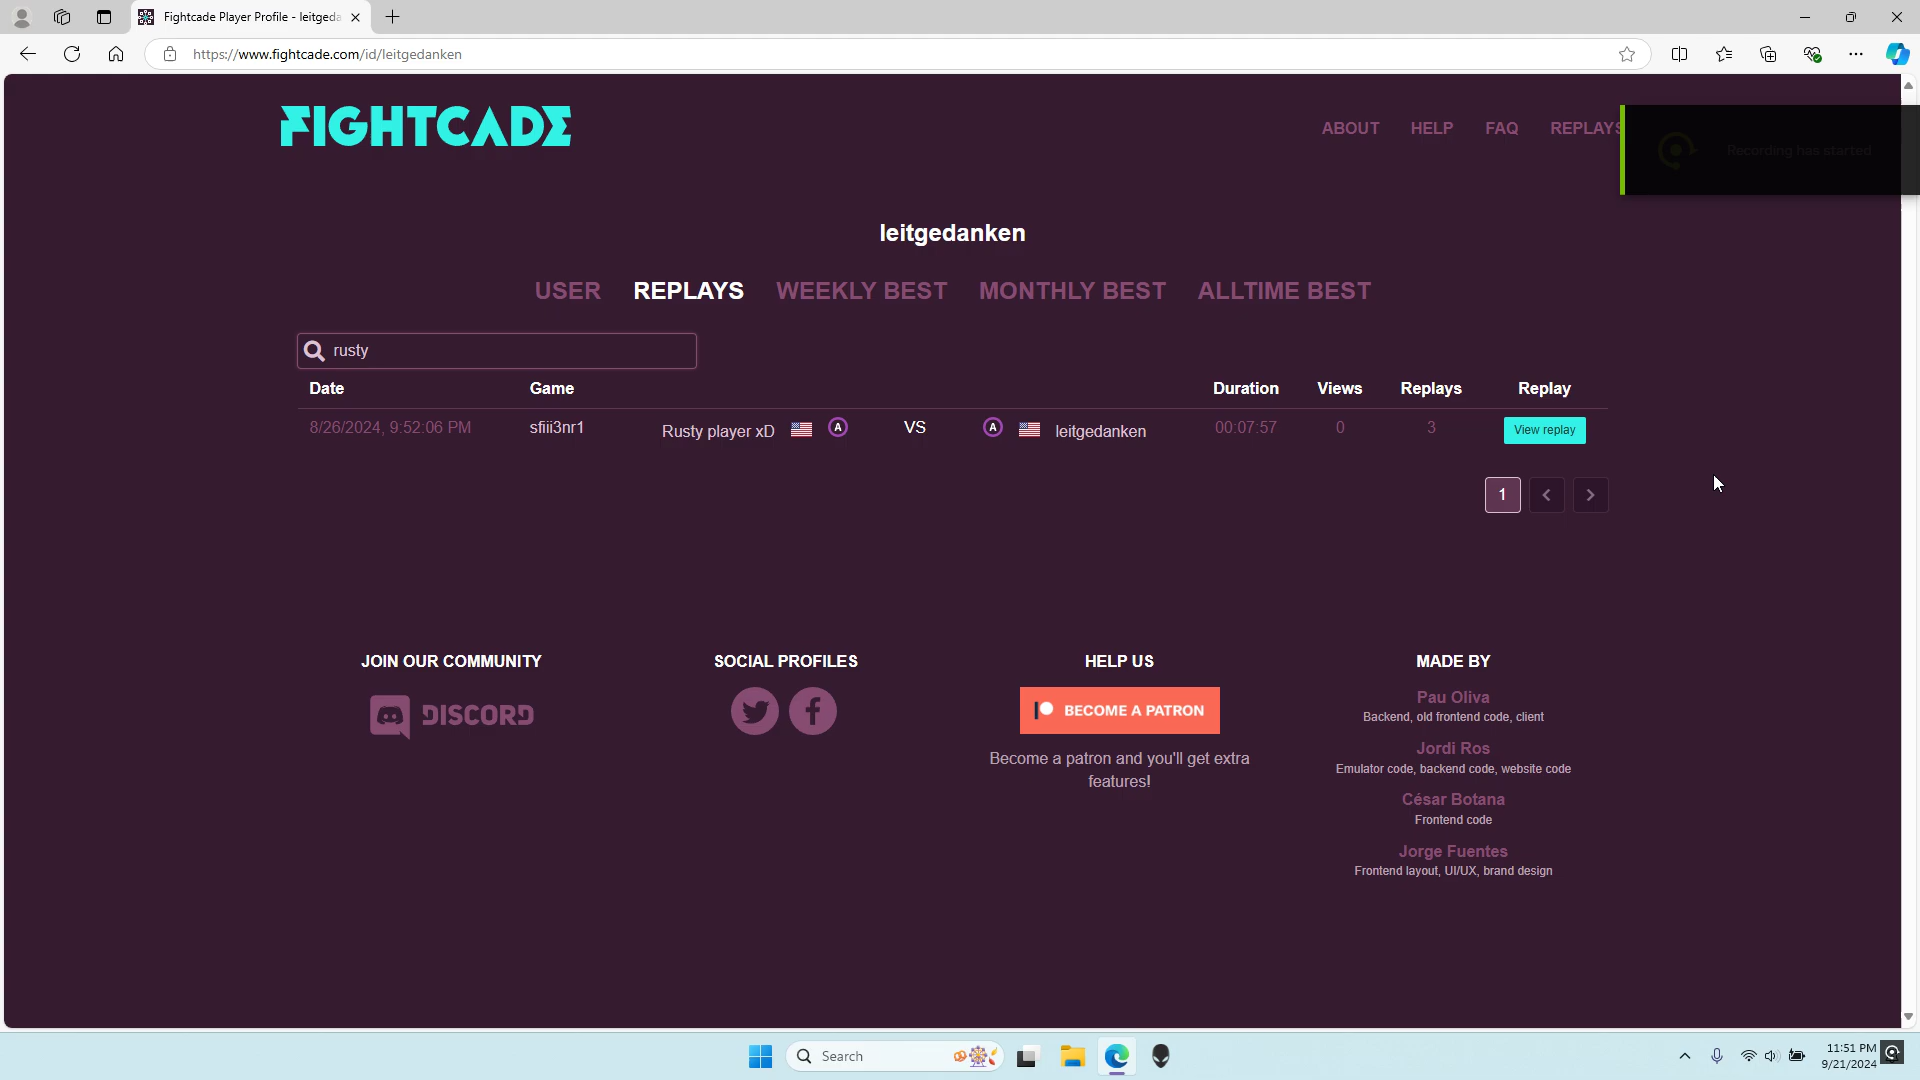 Fightcade Player Profile - leitgeda
https://www.fightcade.com/id/leitgedanken
FIGHTCADE
ABOUT HELP FAQ REPLAYS
Recording has started
leitgedanken
USER REPLAYS WEEKLY BEST MONTHLY BEST ALLTIME BEST
rusty
Date Game Duration Views Replays Replay
8/26/2024, 9:52:06 PM sfiii3nr1 Rusty player xD A VS A leitgedanken 00:07:57 0 3 View replay
1
JOIN OUR COMMUNITY SOCIAL PROFILES HELP US MADE BY
DISCORD
BECOME A PATRON
Become a patron and you'll get extra
features!
Pau Oliva
Backend, old frontend code, client
Jordi Ros
Emulator code, backend code, website code
César Botana
Frontend code
Jorge Fuentes
Frontend layout, UI/UX, brand design
Search
11:51 PM
9/21/2024